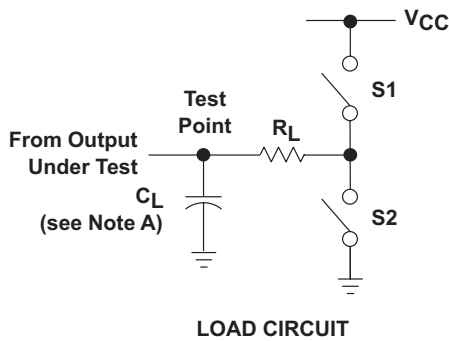 VCC
S1
Test
Point
RL
From Output
Under Test
CL
(see Note A)
S2
LOAD CIRCUIT